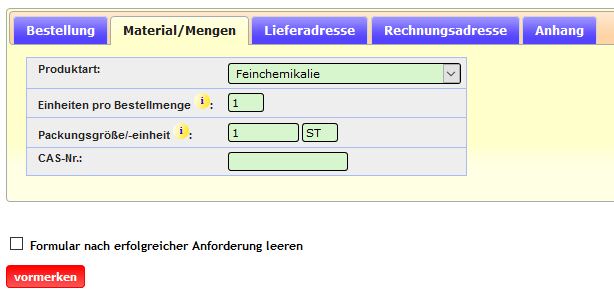 Bestellung Material/Mengen Lieferadresse Rechnungsadresse Anhang
Produktart: Feinchemikalie
Einheiten pro Bestellmenge i : 1
Packungsgröße/-einheit i : 1 ST
CAS-Nr.:
Formular nach erfolgreicher Anforderung leeren
vormerken